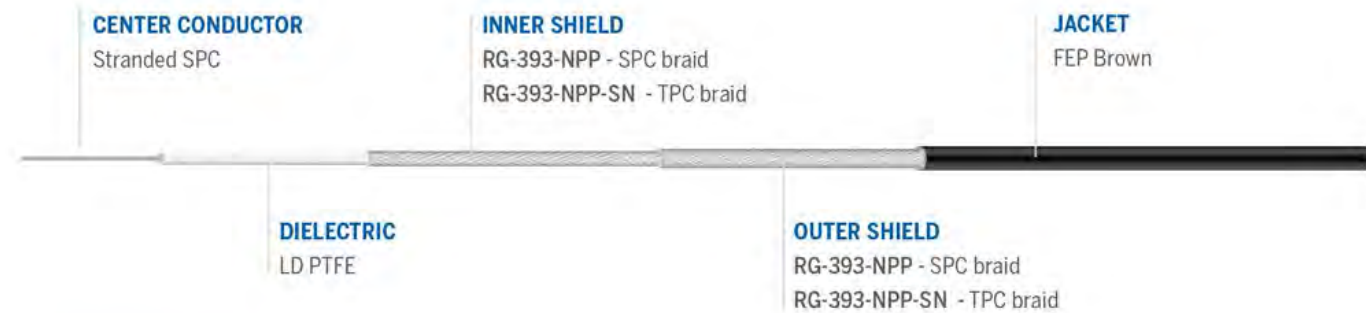 CENTER CONDUCTOR
Stranded SPC
INNER SHIELD
RG-393-NPP - SPC braid
RG-393-NPP-SN - TPC braid
JACKET
FEP Brown
DIELECTRIC
LD PTFE
OUTER SHIELD
RG-393-NPP - SPC braid
RG-393-NPP-SN - TPC braid